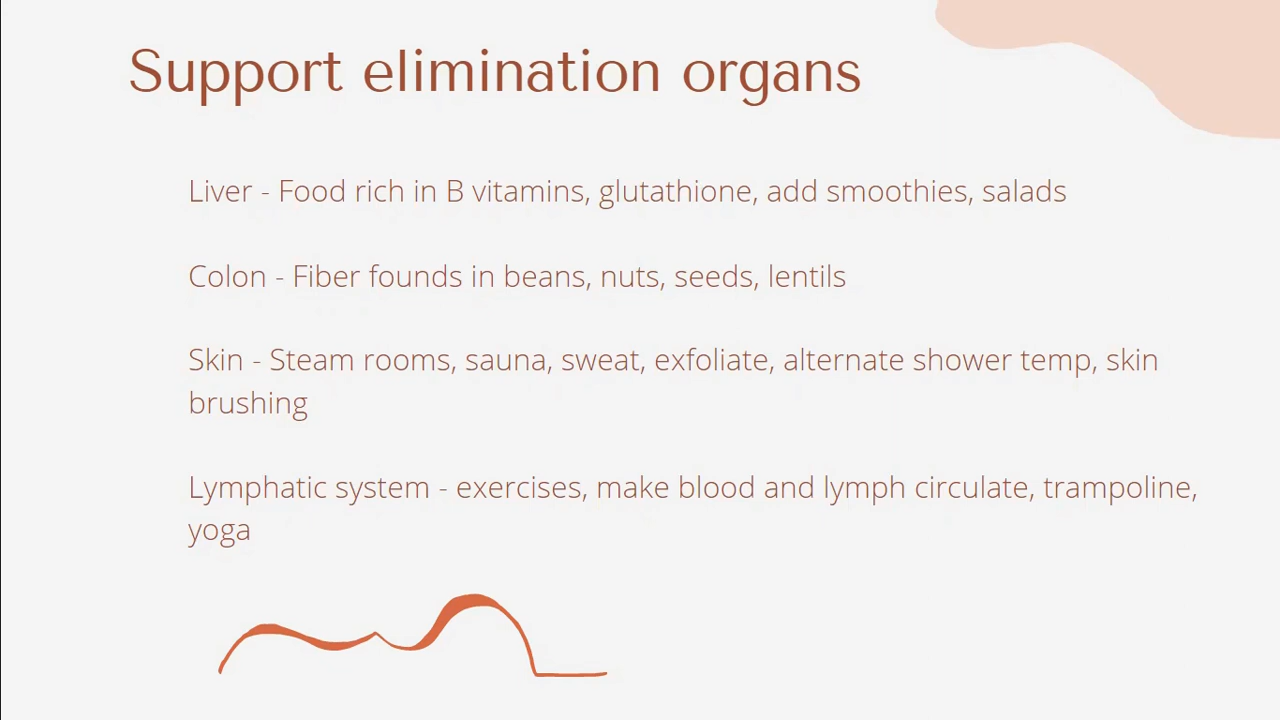 Support elimination organs
Liver - Food rich in B vitamins, glutathione, add smoothies, salads
Colon - Fiber founds in beans, nuts, seeds, lentils
Skin - Steam rooms, sauna, sweat, exfoliate, alternate shower temp, skin
brushing
Lymphatic system - exercises, make blood and lymph circulate, trampoline,
yoga